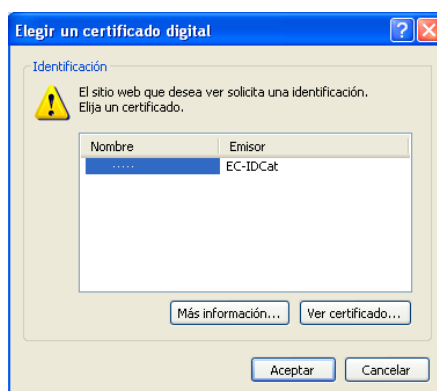 Elegir un certificado digital
Identificación
El sitio web que desea ver solicita una identificación.
Elija un certificado.
Nombre Emisor
..... EC-IDCat
Más información... Ver certificado...
Aceptar Cancelar